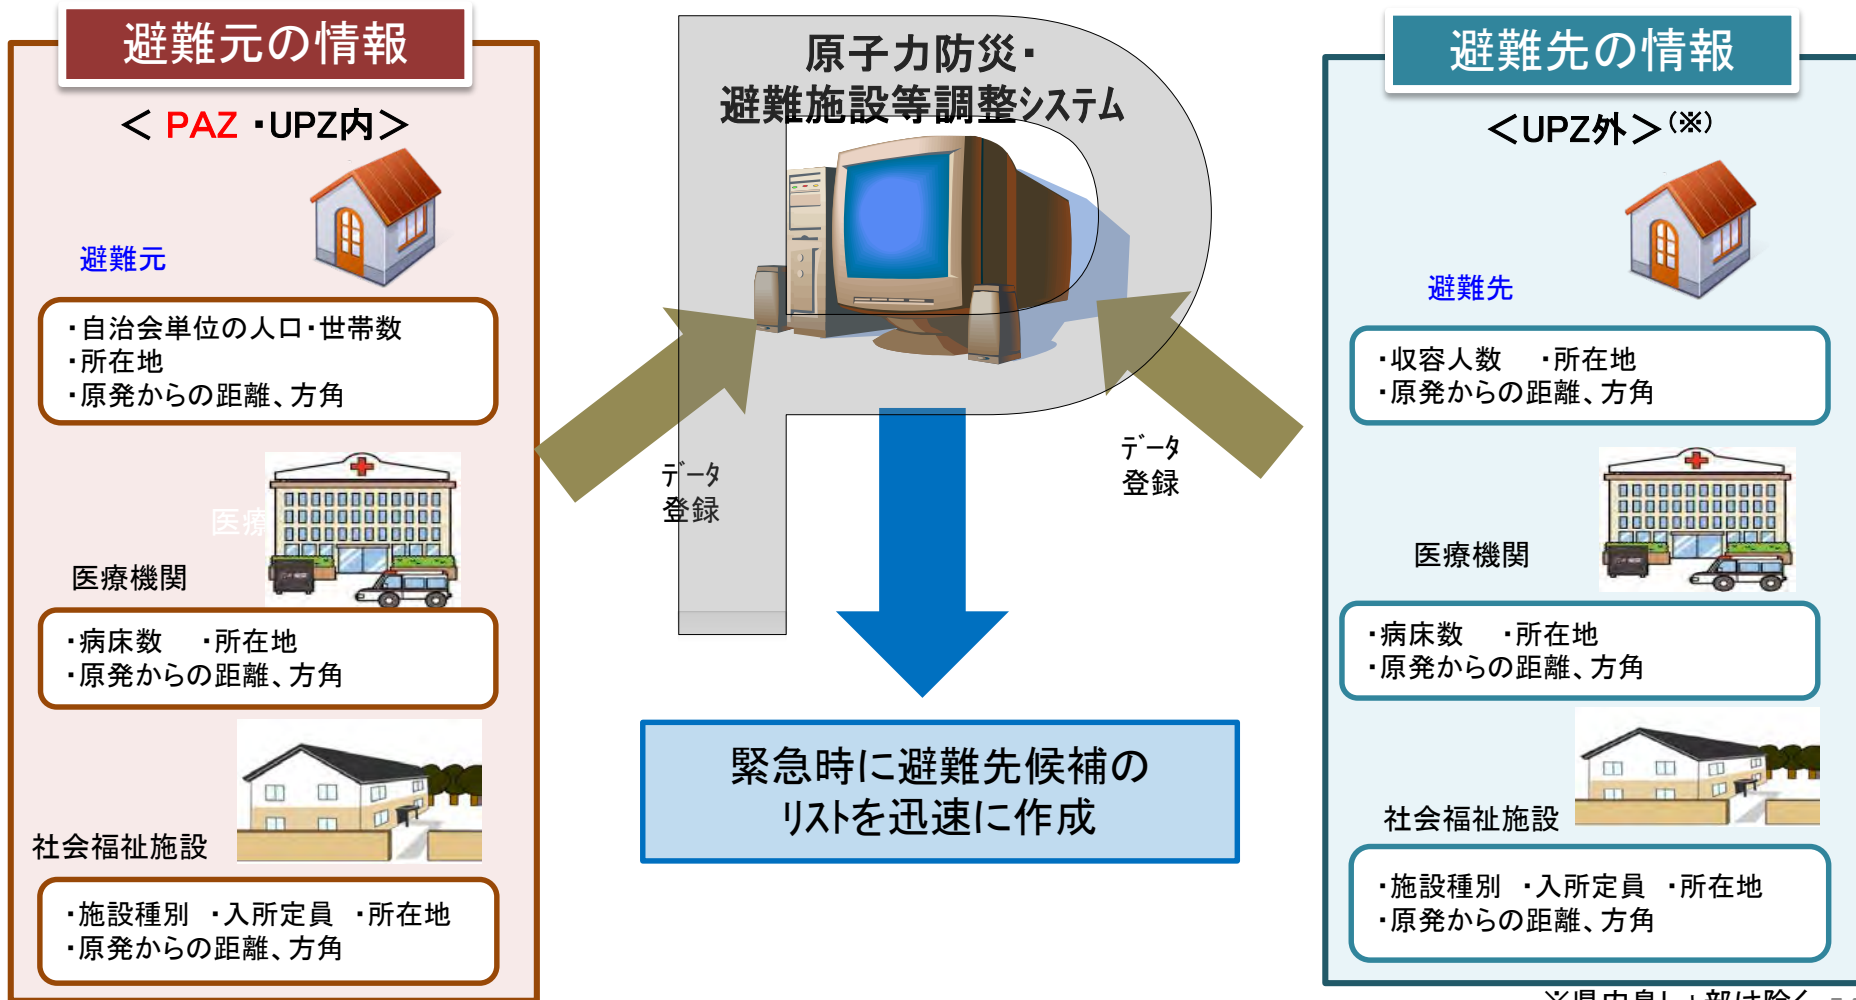 避難元の情報
＜ PAZ ・UPZ内＞
避難元
・自治会単位の人口・世帯数
・所在地
・原発からの距離、方角
医療
医療機関
・病床数　・所在地
・原発からの距離、方角
社会福祉施設
・施設種別　・入所定員　・所在地
・原発からの距離、方角
P
原子力防災・
避難施設等調整システム
データ
登録
データ
登録
緊急時に避難先候補の
リストを迅速に作成
避難先の情報
＜UPZ外＞(※)
避難先
・収容人数　・所在地
・原発からの距離、方角
医療機関
・病床数　・所在地
・原発からの距離、方角
社会福祉施設
・施設種別　・入所定員　・所在地
・原発からの距離、方角